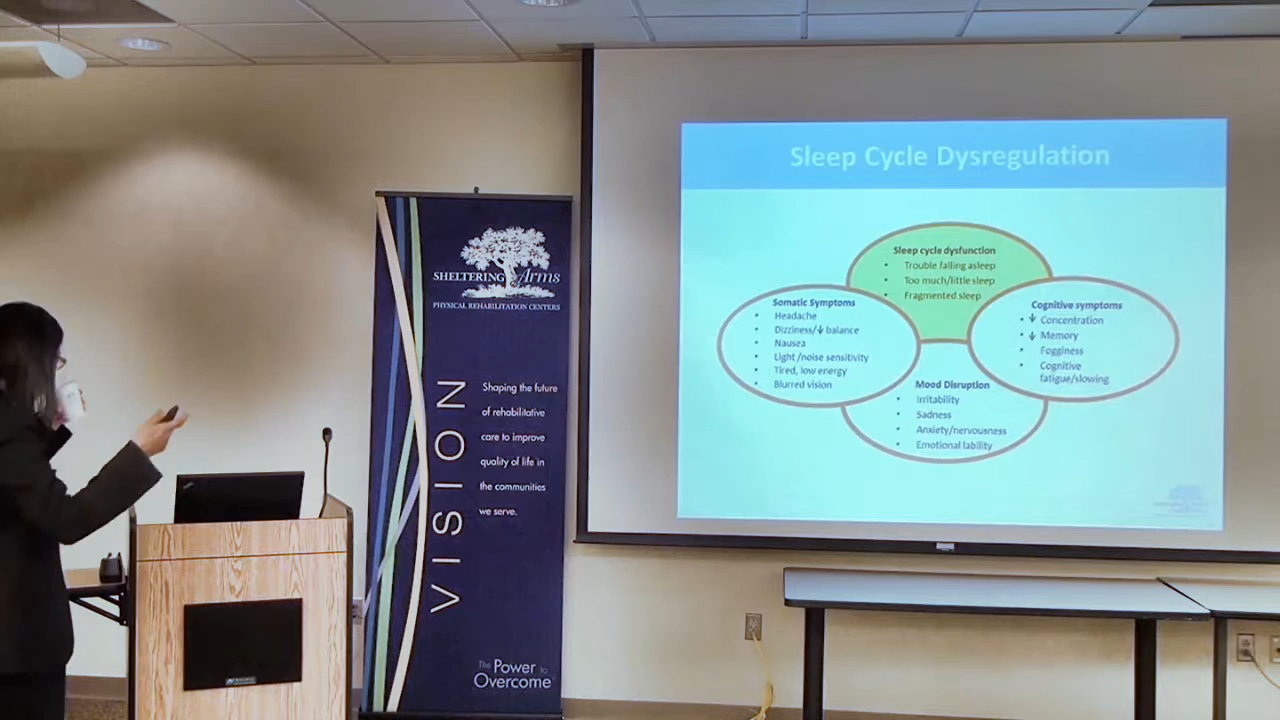 SHELTERING Arms
PHYSICAL REHABILITATION CENTERS
VISION
Shaping the future
of rehabilitative
care to improve
quality of life in
the communities
we serve.
The Power to
Overcome
Sleep Cycle Dysregulation
Sleep cycle dysfunction
• Trouble falling asleep
• Too much/little sleep
• Fragmented sleep
Somatic Symptoms
• Headache
• Dizziness/↓ balance
• Nausea
• Light /noise sensitivity
• Tired, low energy
• Blurred vision
Cognitive symptoms
• ↓ Concentration
• ↓ Memory
• Fogginess
• Cognitive
fatigue/slowing
Mood Disruption
• Irritability
• Sadness
• Anxiety/nervousness
• Emotional lability